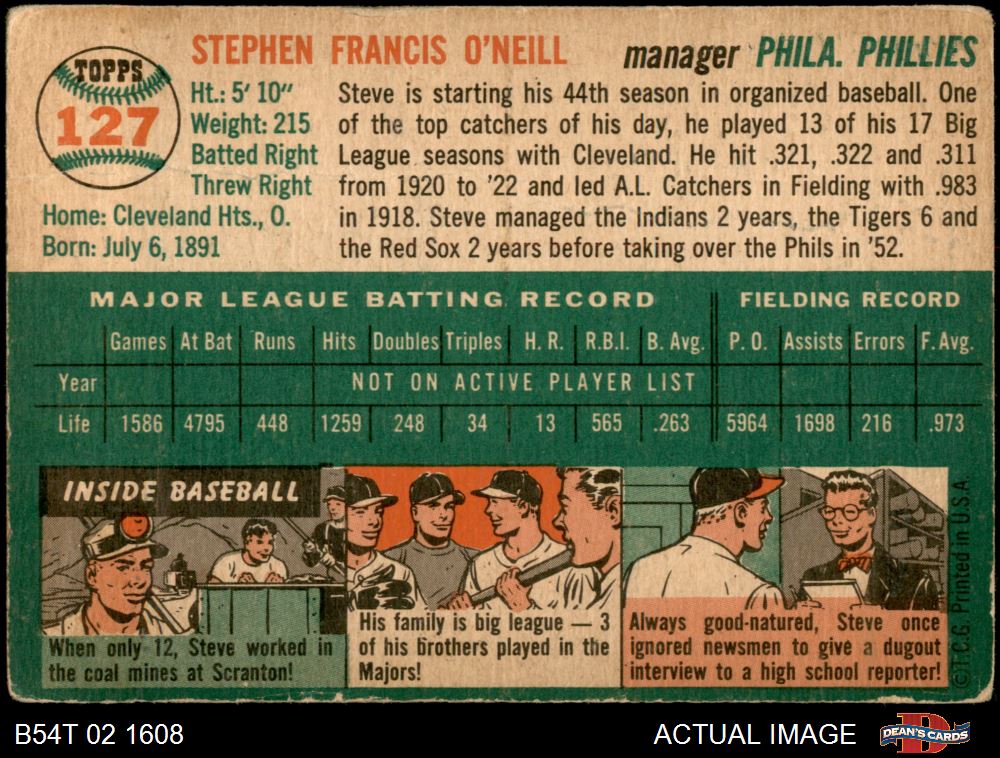 TOPPS
127
STEPHEN FRANCIS O'NEILL
manager PHILA. PHILLIES
Ht.: 5' 10"
Weight: 215
Batted Right
Threw Right
Home: Cleveland Hts., O.
Born: July 6, 1891
Steve is starting his 44th season in organized baseball. One
of the top catchers of his day, he played 13 of his 17 Big
League seasons with Cleveland. He hit .321, .322 and .311
from 1920 to '22 and led A.L. Catchers in Fielding with .983
in 1918. Steve managed the Indians 2 years, the Tigers 6 and
the Red Sox 2 years before taking over the Phils in '52.
MAJOR LEAGUE BATTING RECORD FIELDING RECORD
Games At Bat Runs Hits Doubles Triples H. R. R.B.I. B. Avg. P. O. Assists Errors F. Avg.
Year NOT ON ACTIVE PLAYER LIST
Life 1586 4795 448 1259 248 34 13 565 .263 5964 1698 216 .973
INSIDE BASEBALL
When only 12, Steve worked in
the coal mines at Scranton!
His family is big league — 3
of his brothers played in the
Majors!
Always good-natured, Steve once
ignored newsmen to give a dugout
interview to a high school reporter!
© T.C.G. Printed in U.S.A.
B54T 02 1608
ACTUAL IMAGE
DEAN'S CARDS